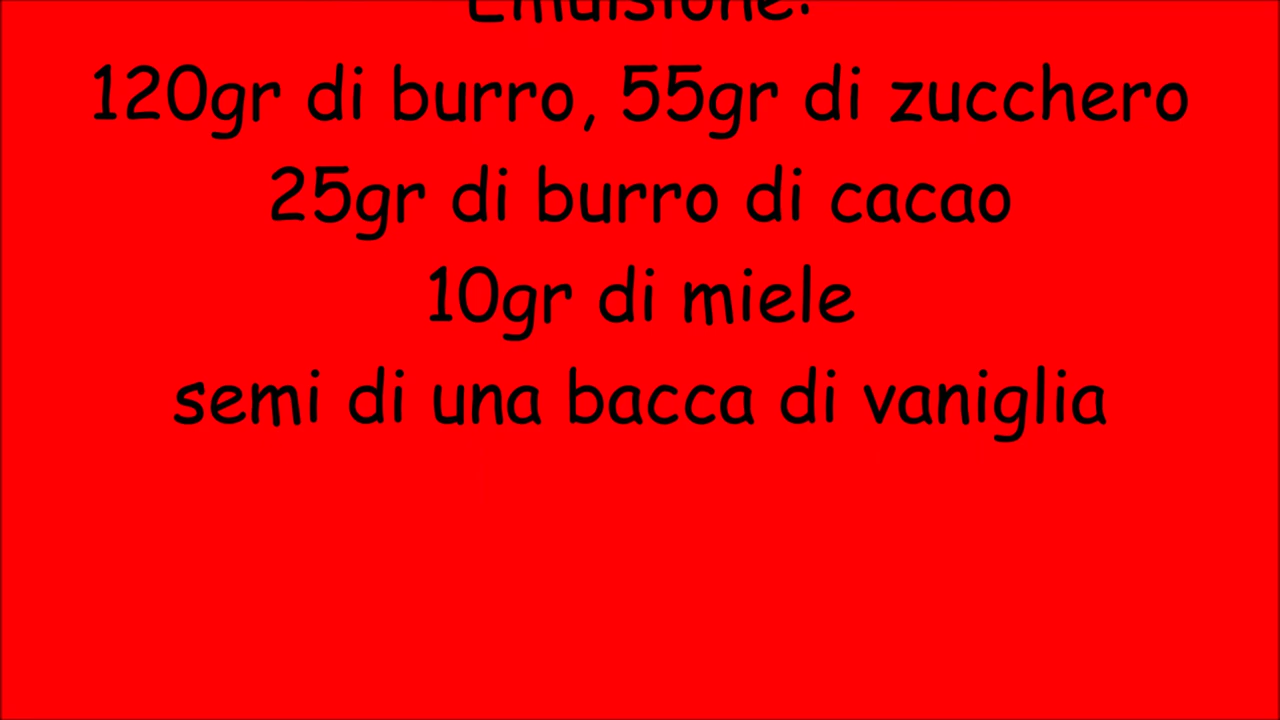 Emulsione:
120gr di burro, 55gr di zucchero
25gr di burro di cacao
10gr di miele
semi di una bacca di vaniglia